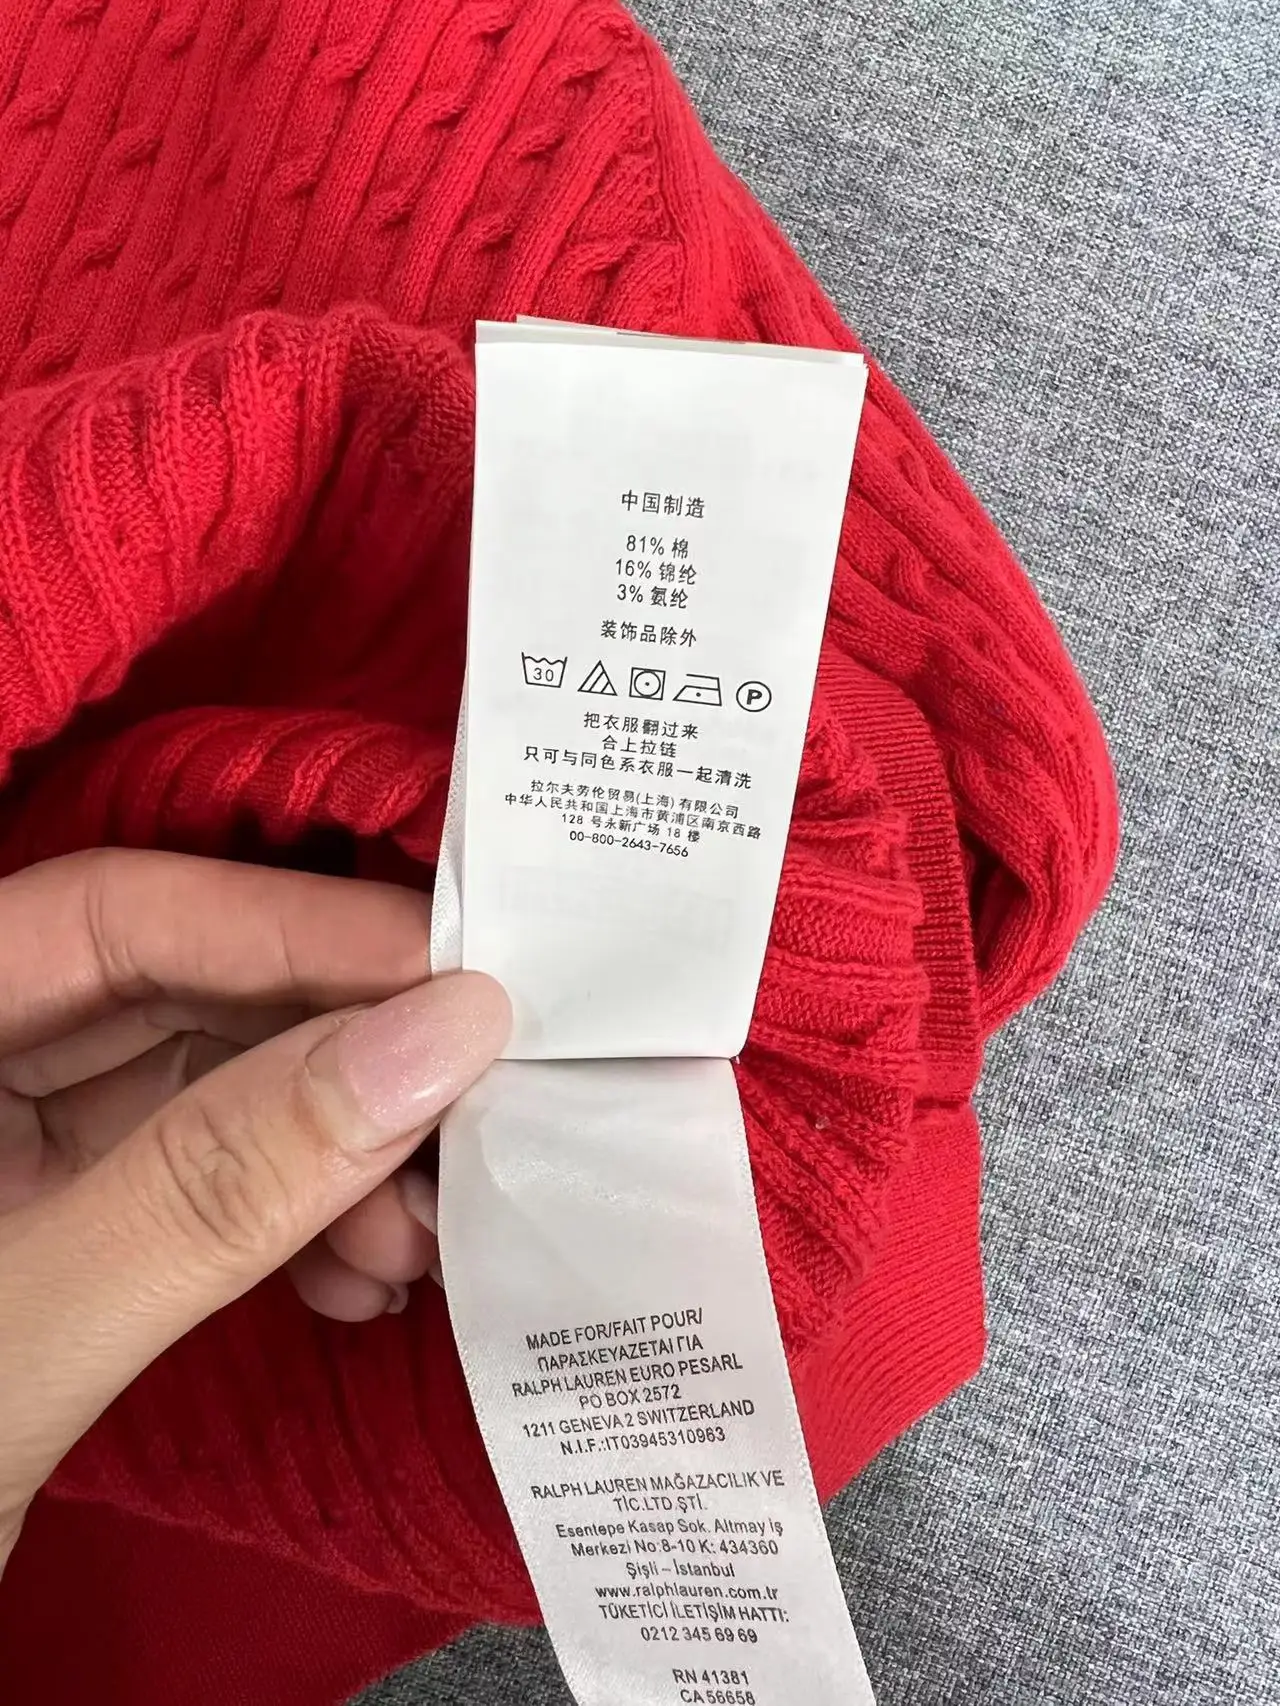 中国制造
81% 棉
16% 锦纶
3% 氨纶
装饰品除外
30 P
把衣服翻过来
合上拉链
只可与同色系衣服一起清洗
拉尔夫劳伦贸易(上海)有限公司
中华人民共和国上海市黄浦区南京西路
128 号永新广场 18 楼
00-800-2643-7656
MADE FOR/FAIT POUR/
ΠΑΡΑΣΚΕΥΑΖΕΤΑΙ ΓΙΑ
RALPH LAUREN EURO PESARL
PO BOX 2572
1211 GENEVA 2 SWITZERLAND
N.I.F.:IT03945310963
RALPH LAUREN MAĞAZACILIK VE
TİC.LTD.ŞTİ.
Esentepe Kasap Sok. Altmay iş
Merkezi No:8-10 K: 434360
Şişli – İstanbul
www.ralphlauren.com.tr
TÜKETİCİ İLETİŞİM HATTI:
0212 345 69 69
RN 41381
CA 56658